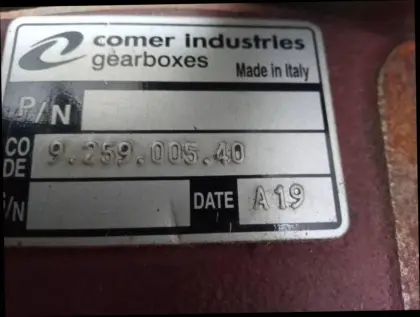 comer industries
gearboxes
Made in Italy
P/N
CODE 9.259.005.40
S/N DATE A19